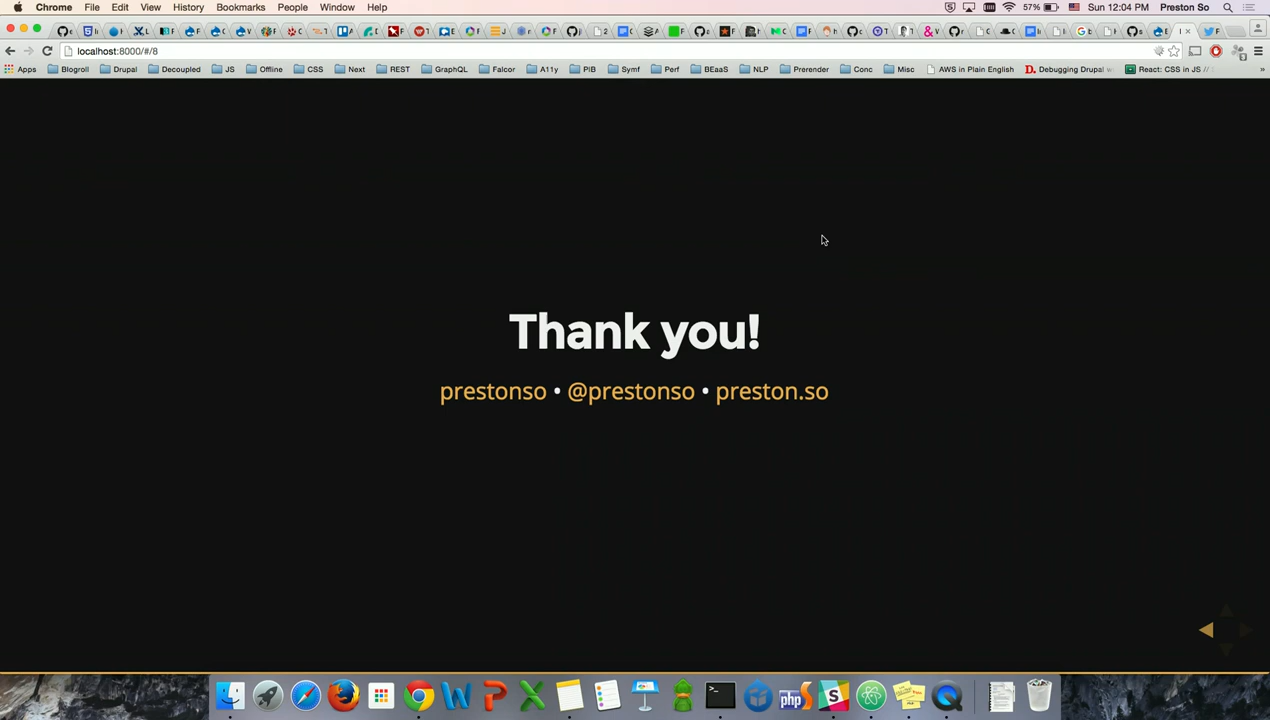 Chrome File Edit View History Bookmarks People Window Help 57% Sun 12:04 PM Preston So
localhost:8000/#/8
Apps Blogroll Drupal Decoupled JS Offline CSS Next REST GraphQL Falcor A11y PIB Symf Perf BEaaS NLP Prerender Conc Misc AWS in Plain English Debugging Drupal React: CSS in JS //
Thank you!
prestonso • @prestonso • preston.so
php